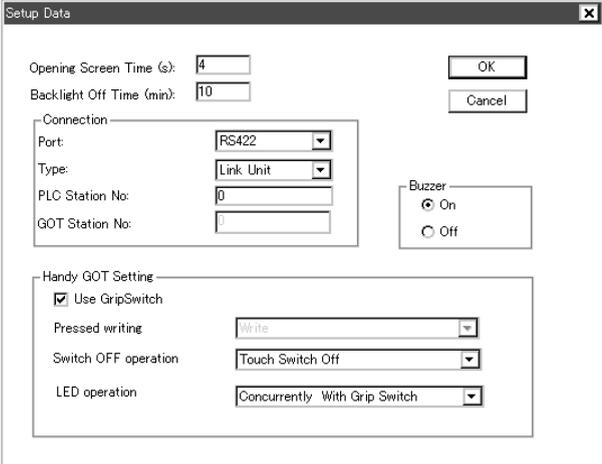 Setup Data
Opening Screen Time (s): 4
OK
Backlight Off Time (min): 10
Cancel
Connection
Port: RS422
Type: Link Unit
PLC Station No: 0
GOT Station No: 0
Buzzer
On
Off
Handy GOT Setting
Use GripSwitch
Pressed writing Write
Switch OFF operation Touch Switch Off
LED operation Concurrently With Grip Switch